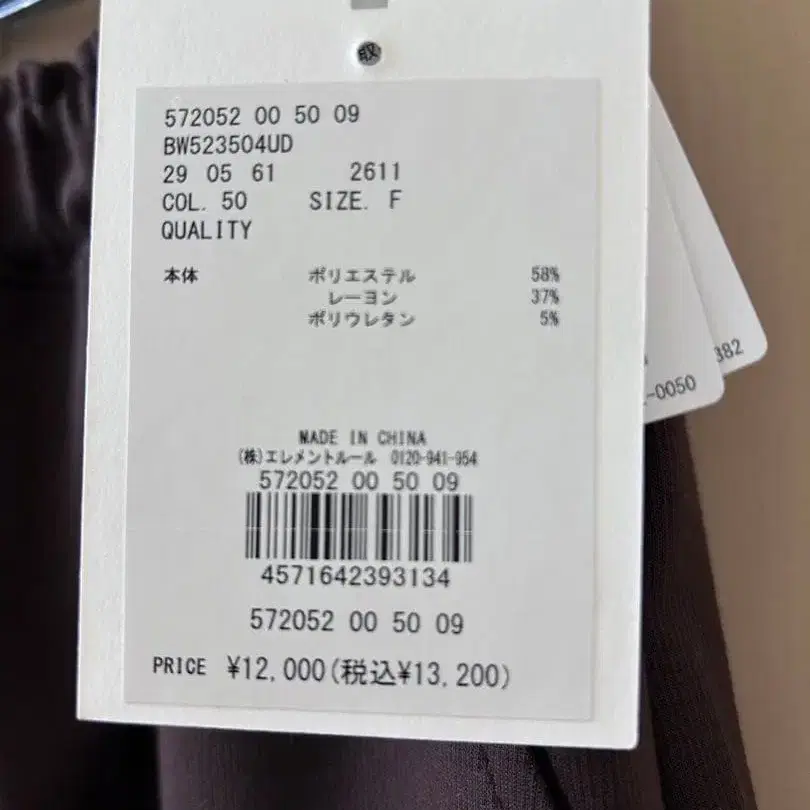 取
572052 00 50 09
BW523504UD
29 05 61 2611
COL. 50 SIZE. F
QUALITY
本体 ポリエステル 58%
レーヨン 37%
ポリウレタン 5%
382
-0050
MADE IN CHINA
(株)エレメントルール 0120-941-954
572052 00 50 09
4571642393134
572052 00 50 09
PRICE ¥12,000(税込¥13,200)